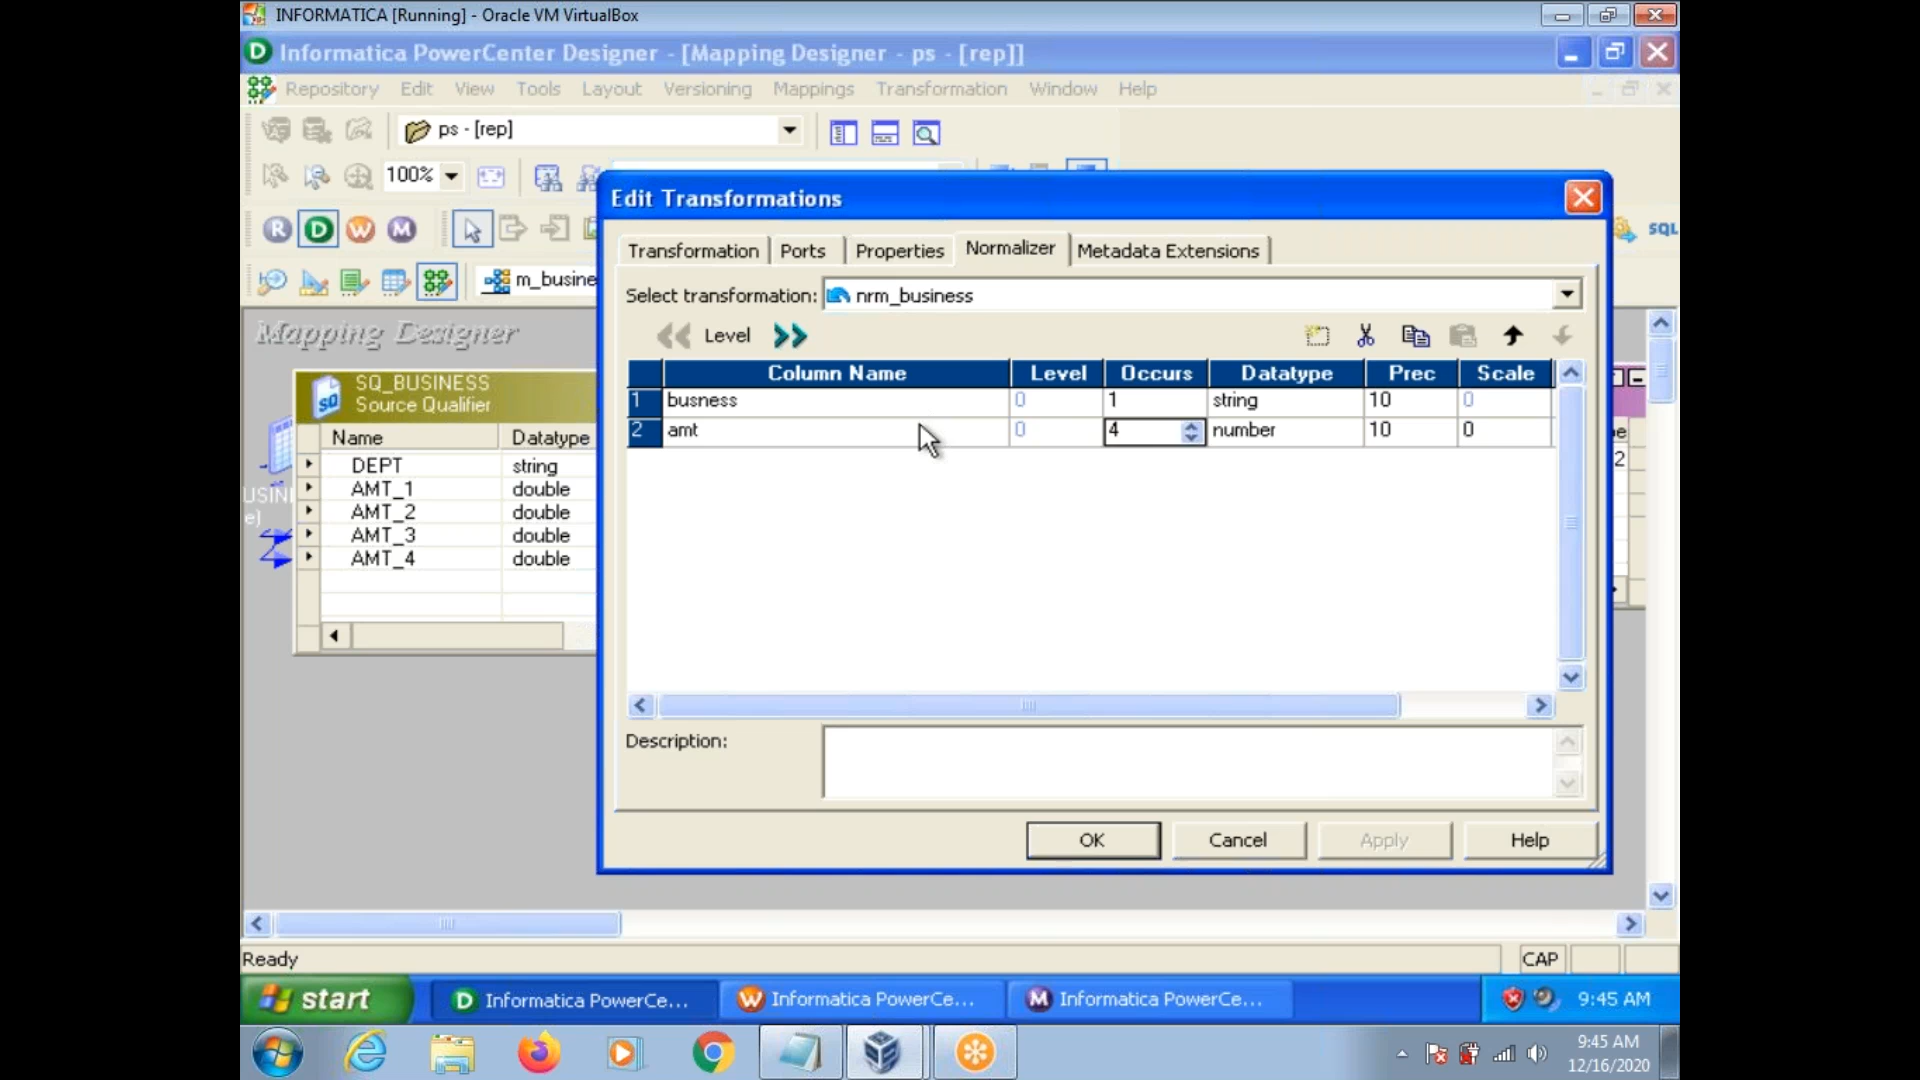 INFORMATICA [Running] - Oracle VM VirtualBox
Informatica PowerCenter Designer - [Mapping Designer - ps - [rep]]
Repository Edit View Tools Layout Versioning Mappings Transformation Window Help
ps - [rep]
100%
Edit Transformations
R D W M
SQL
Transformation Ports Properties Normalizer Metadata Extensions
m_busine
Select transformation: nrm_business
Mapping Designer
Level
Column Name Level Occurs Datatype Prec Scale
1 busness 0 1 string 10 0
2 amt 0 4 number 10 0
SQ_BUSINESS
Source Qualifier
Name Datatype
DEPT string
AMT_1 double
AMT_2 double
AMT_3 double
AMT_4 double
USIN
e)
e
2
Description:
OK Cancel Apply Help
Ready
CAP
start
Informatica PowerCe...
Informatica PowerCe...
Informatica PowerCe...
9:45 AM
9:45 AM
12/16/2020